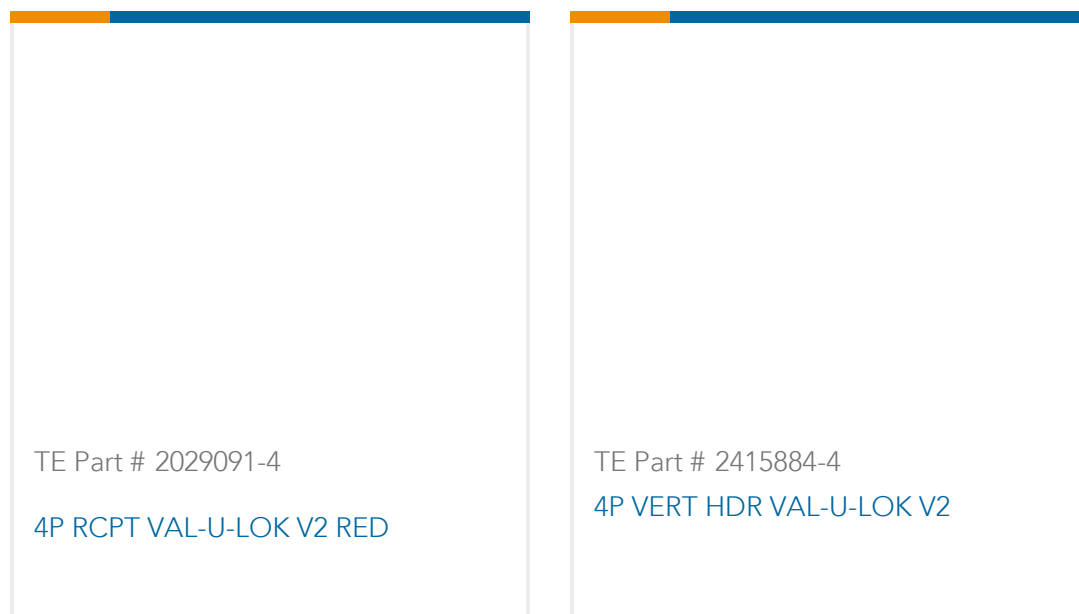 TE Part # 2029091-4
4P RCPT VAL-U-LOK V2 RED
TE Part # 2415884-4
4P VERT HDR VAL-U-LOK V2